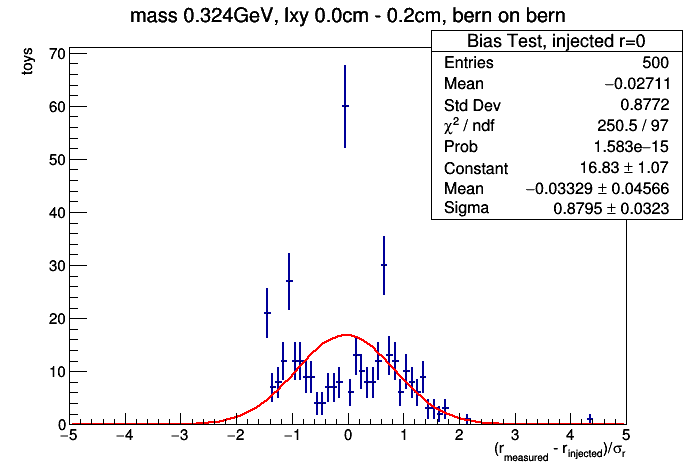 mass 0.324GeV, lxy 0.0cm - 0.2cm, bern on bern
Bias Test, injected r=0
Entries 500
Mean −0.02711
Std Dev 0.8772
χ² / ndf 250.5 / 97
Prob 1.583e−15
Constant 16.83 ± 1.07
Mean −0.03329 ± 0.04566
Sigma 0.8795 ± 0.0323
toys
70
60
50
40
30
20
10
0
−5 −4 −3 −2 −1 0 1 2 3 4 5
(r_measured - r_injected)/σ_r